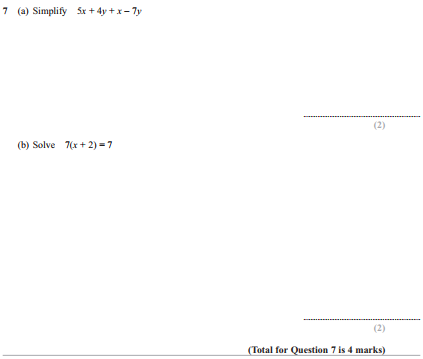 7 (a) Simplify 5x + 4y + x – 7y
(2)
(b) Solve 7(x + 2) = 7
(2)
(Total for Question 7 is 4 marks)